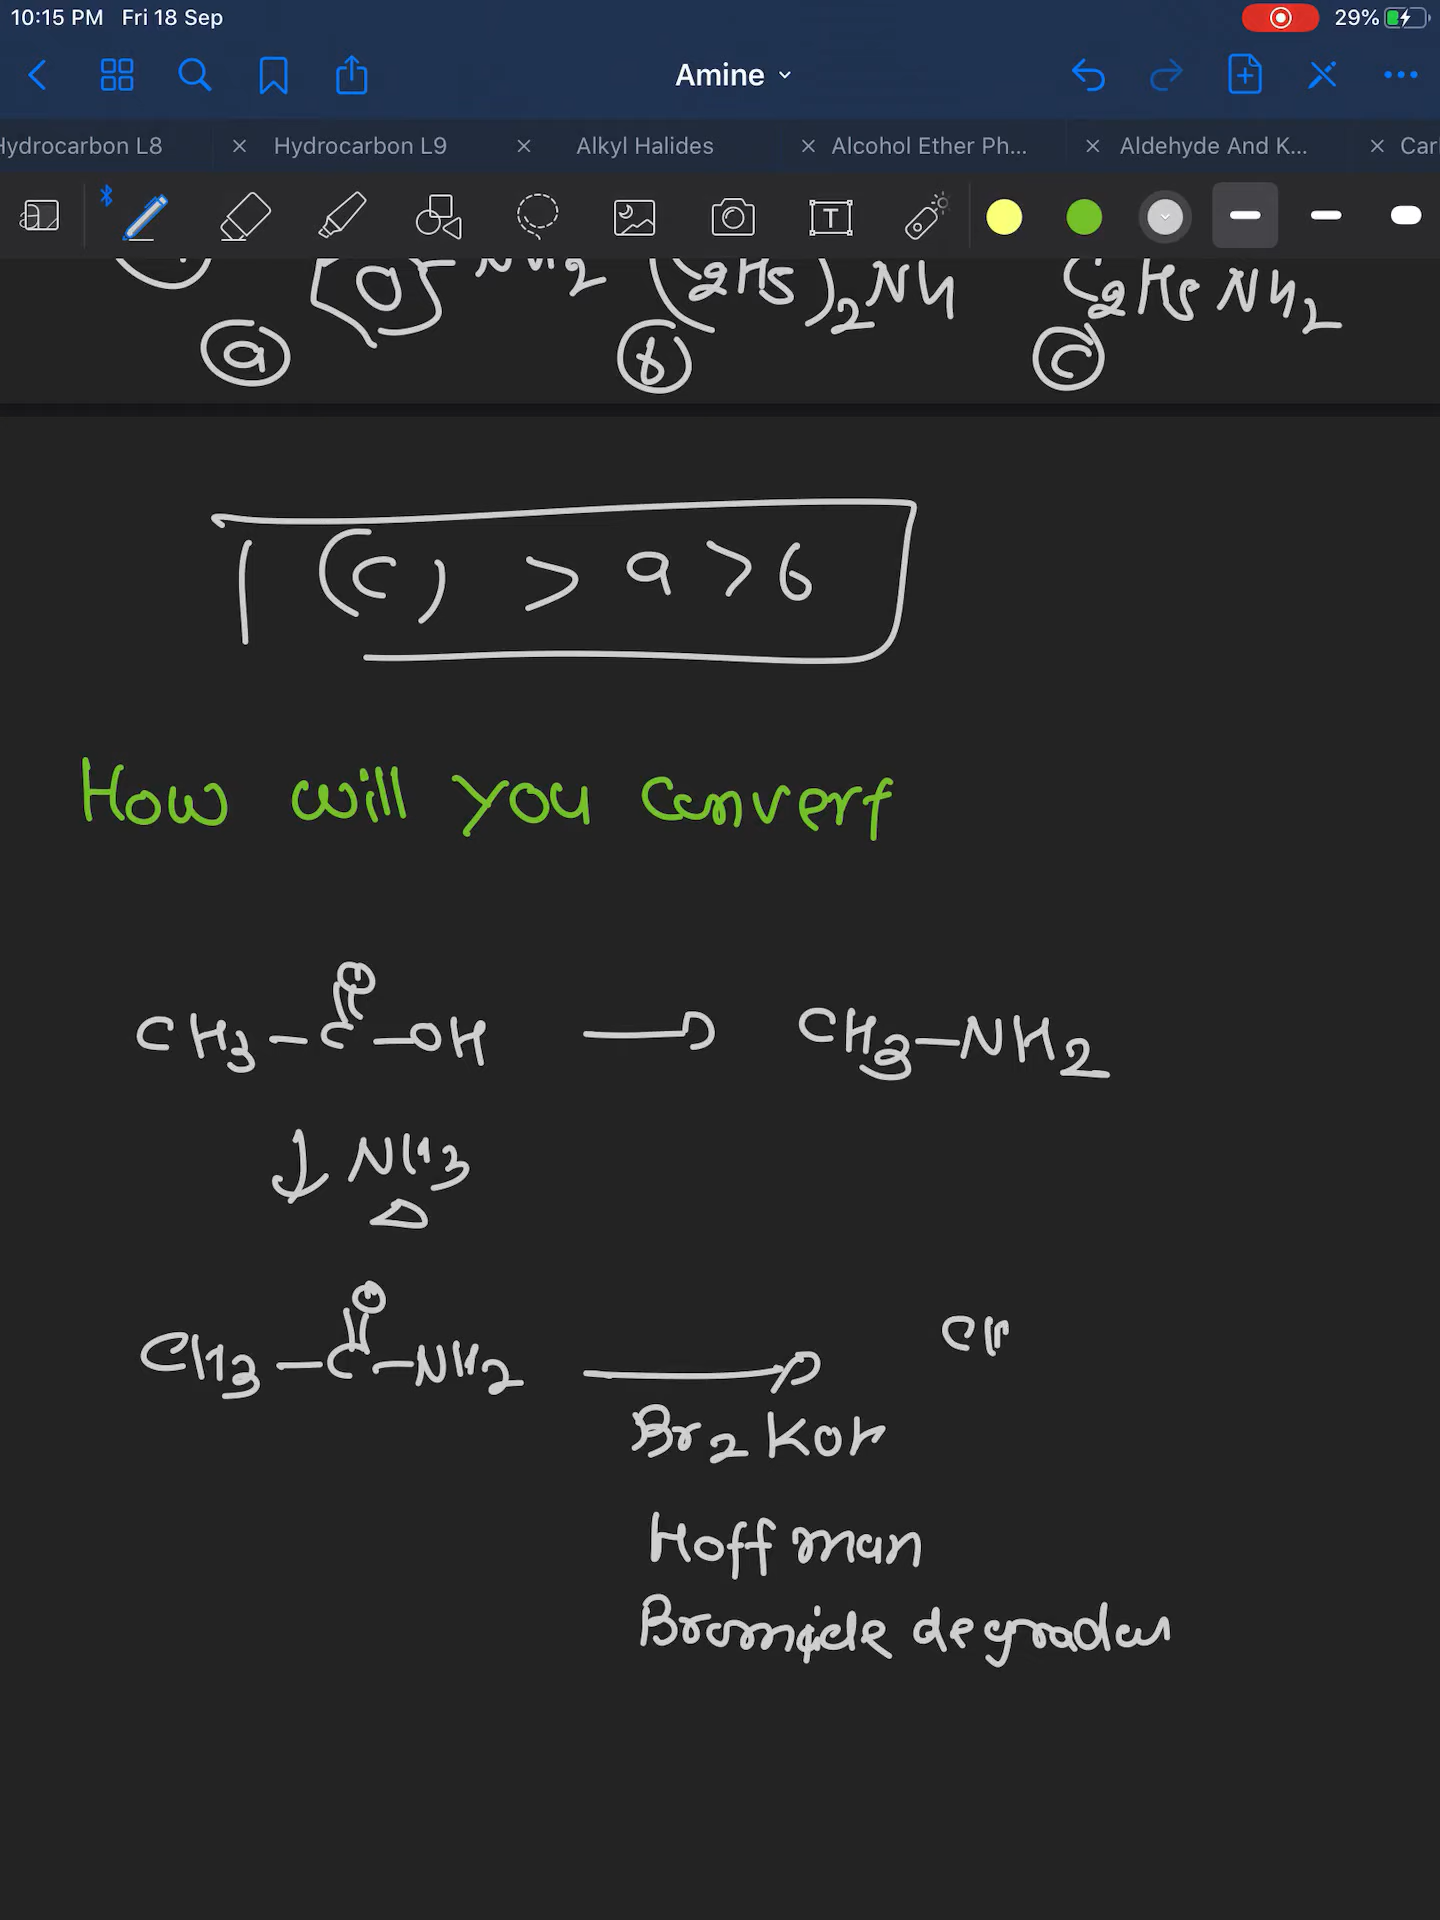 10:15 PM Fri 18 Sep 29%
Amine
Hydrocarbon L8 × Hydrocarbon L9 × Alkyl Halides × Alcohol Ether Ph... × Aldehyde And K... × Car
T
NH2 (C2H5)2NH C2H5NH2
(a) (b) (c)
(c) > a > b
How will you convert
O
CH3-C-OH → CH3-NH2
↓ NH3
Δ
O
CH3-C-NH2 → CH
Br2 KOH
Hoffman
Bromide